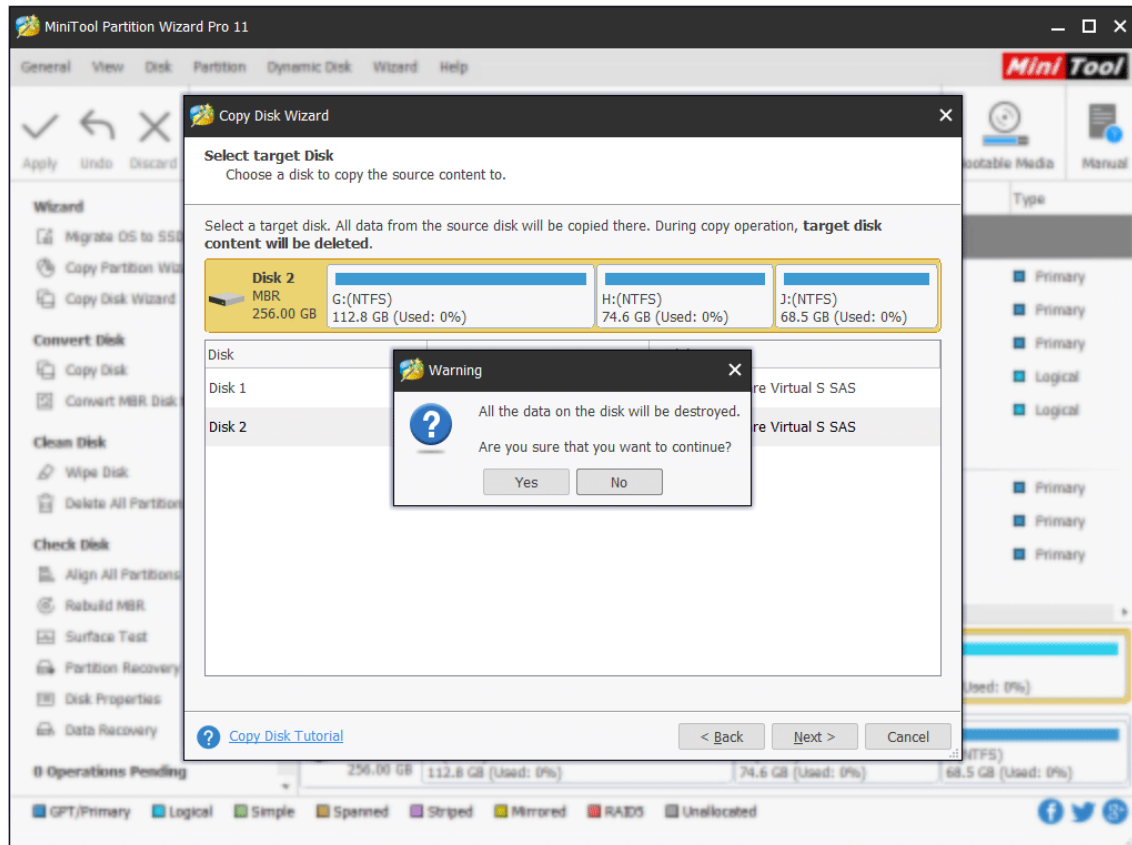 MiniTool Partition Wizard Pro 11
General View Disk Partition Dynamic Disk Wizard Help
Mini Tool
Apply Undo Discard
ootable Media Manual
Copy Disk Wizard
Select target Disk
Choose a disk to copy the source content to.
Select a target disk. All data from the source disk will be copied there. During copy operation, target disk
content will be deleted.
Disk 2
MBR
256.00 GB
G:(NTFS)
112.8 GB (Used: 0%)
H:(NTFS)
74.6 GB (Used: 0%)
J:(NTFS)
68.5 GB (Used: 0%)
Disk
Disk 1
re Virtual S SAS
Disk 2
re Virtual S SAS
Warning
All the data on the disk will be destroyed.
Are you sure that you want to continue?
Yes No
Copy Disk Tutorial
< Back Next > Cancel
Wizard
Migrate OS to SSD
Copy Partition Wiz
Copy Disk Wizard
Convert Disk
Copy Disk
Convert MBR Disk
Clean Disk
Wipe Disk
Delete All Partition
Check Disk
Align All Partitions
Rebuild MBR
Surface Test
Partition Recovery
Disk Properties
Data Recovery
0 Operations Pending
Type
Primary
Primary
Primary
Logical
Logical
Primary
Primary
Primary
(Used: 0%)
NTFS)
256.00 GB 112.8 GB (Used: 0%) 74.6 GB (Used: 0%) 68.5 GB (Used: 0%)
GPT/Primary Logical Simple Spanned Striped Mirrored RAID5 Unallocated